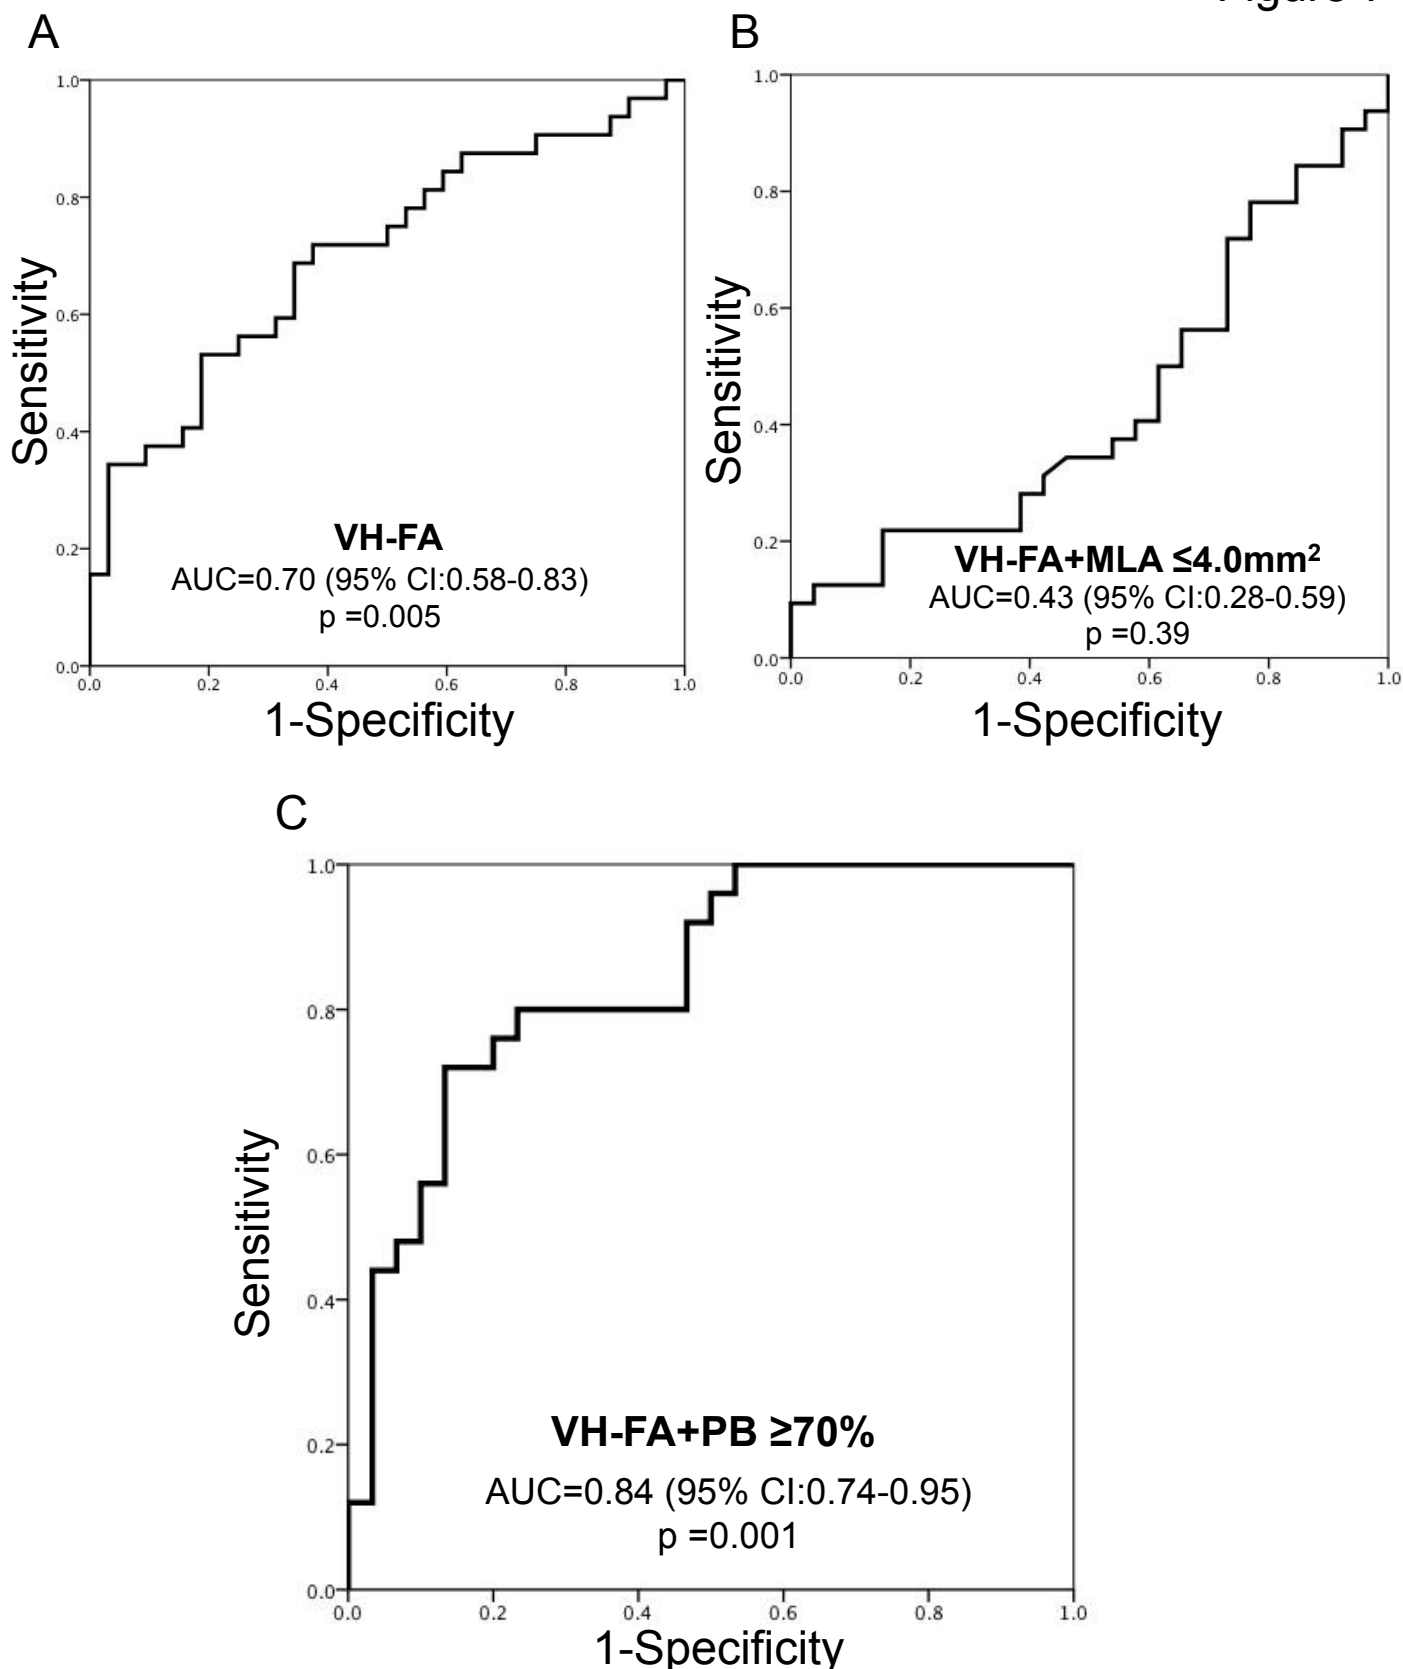 A
B
1.0
0.8
0.6
0.4
0.2
0.0
0.0 0.2 0.4 0.6 0.8 1.0
Sensitivity
1-Specificity
VH-FA
AUC=0.70 (95% CI:0.58-0.83)
p =0.005
1.0
0.8
0.6
0.4
0.2
0.0
0.0 0.2 0.4 0.6 0.8 1.0
Sensitivity
1-Specificity
VH-FA+MLA ≤4.0mm²
AUC=0.43 (95% CI:0.28-0.59)
p =0.39
C
1.0
0.8
0.6
0.4
0.2
0.0
0.0 0.2 0.4 0.6 0.8 1.0
Sensitivity
1-Specificity
VH-FA+PB ≥70%
AUC=0.84 (95% CI:0.74-0.95)
p =0.001